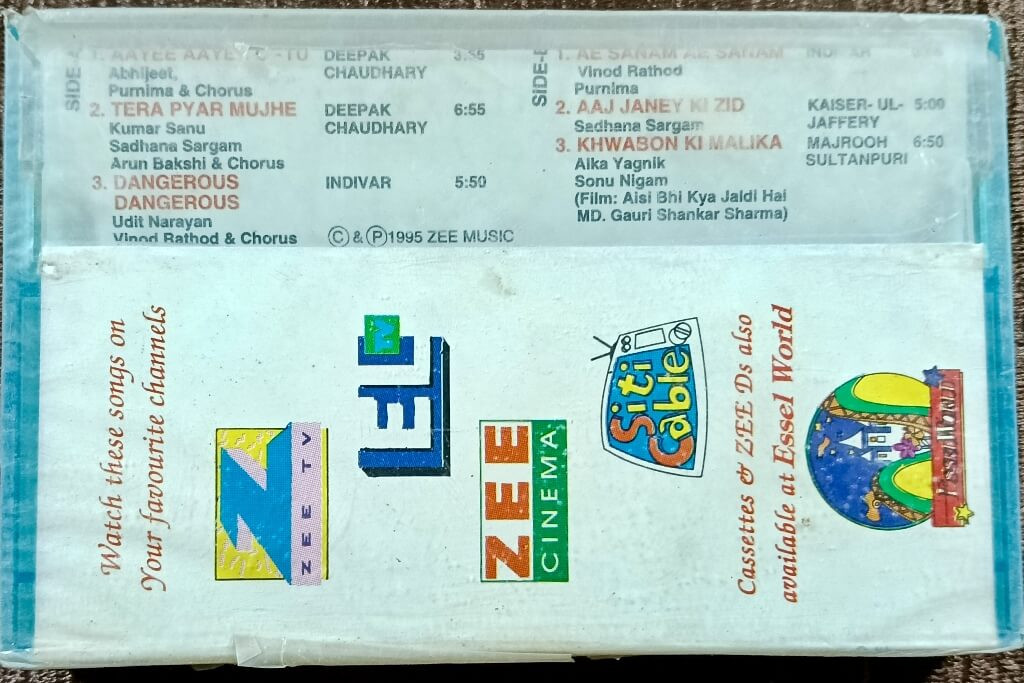 SIDE-A
1. AAYEE AAYEE O - TU DEEPAK 3:55
Abhijeet, CHAUDHARY
Purnima & Chorus
2. TERA PYAR MUJHE DEEPAK 6:55
Kumar Sanu CHAUDHARY
Sadhana Sargam
Arun Bakshi & Chorus
3. DANGEROUS INDIVAR 5:50
DANGEROUS
Udit Narayan
Vinod Rathod & Chorus
© & ℗ 1995 ZEE MUSIC
1. AE SANAM AE SANAM
Vinod Rathod
Purnima
2. AAJ JANEY KI ZID KAISER- UL- 5:00
Sadhana Sargam JAFFERY
3. KHWABON KI MALIKA MAJROOH 6:50
Alka Yagnik SULTANPURI
Sonu Nigam
(Film: Aisi Bhi Kya Jaldi Hai
MD. Gauri Shankar Sharma)
Watch these songs on
Your favourite channels
Z
ZEE TV
EL
TV
ZEE
CINEMA
Siti
Cable
Cassettes & ZEE Ds also
available at Essel World
ESSELWORLD